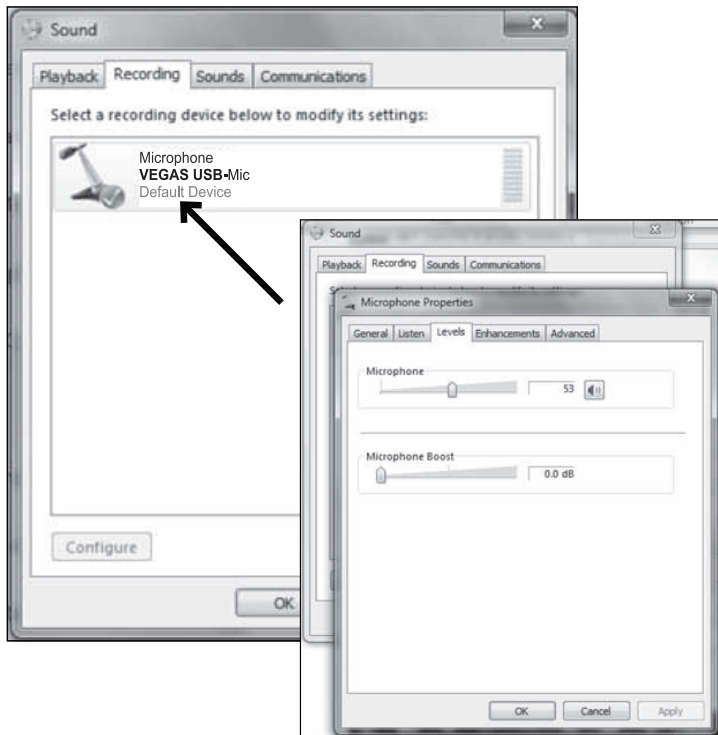 Sound
Playback Recording Sounds Communications
Select a recording device below to modify its settings:
Microphone
VEGAS USB-Mic
Default Device
Configure
OK
Sound
Playback Recording Sounds Communications
Microphone Properties
General Listen Levels Enhancements Advanced
Microphone
53
Microphone Boost
0.0 dB
OK Cancel Apply